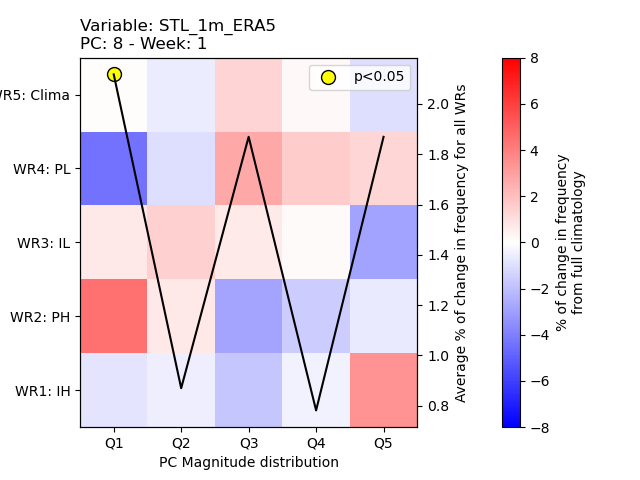 Variable: STL_1m_ERA5
PC: 8 - Week: 1
p<0.05
WR5: Clima
WR4: PL
WR3: IL
WR2: PH
WR1: IH
Q1 Q2 Q3 Q4 Q5
PC Magnitude distribution
2.0
1.8
1.6
1.4
1.2
1.0
0.8
Average % of change in frequency for all WRs
8
6
4
2
0
−2
−4
−6
−8
% of change in frequency
from full climatology